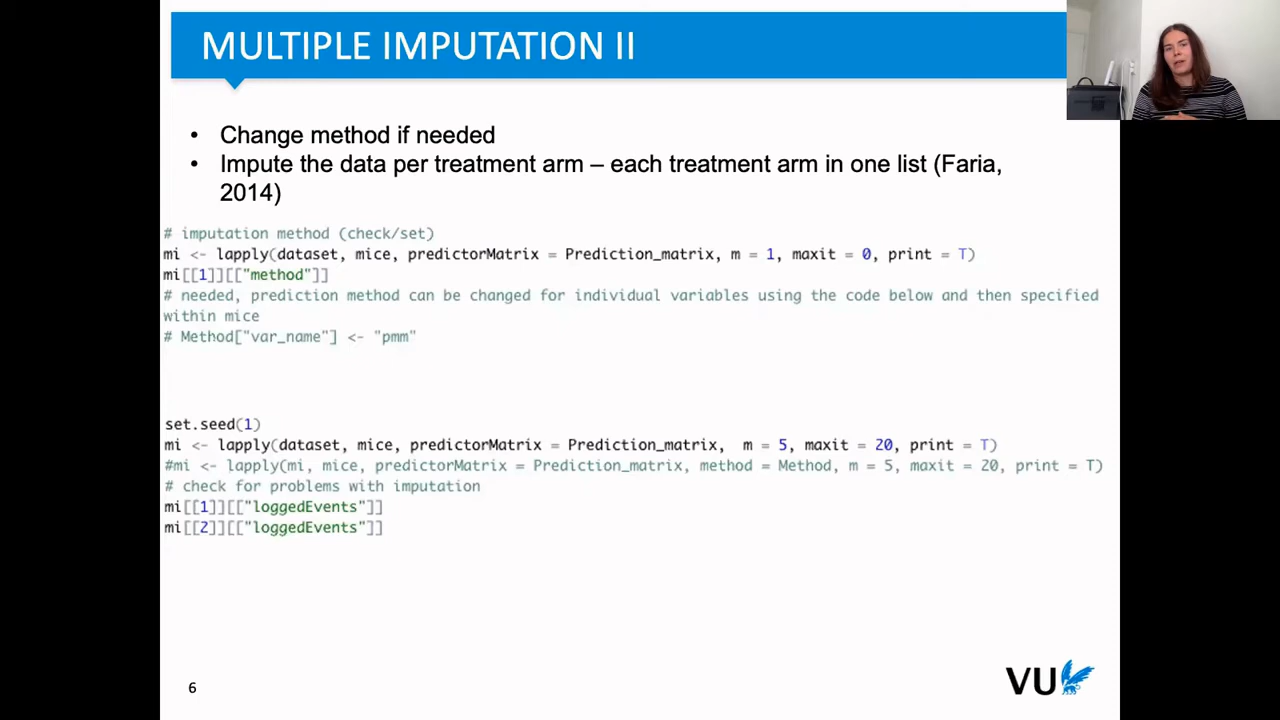 MULTIPLE IMPUTATION II
• Change method if needed
• Impute the data per treatment arm – each treatment arm in one list (Faria,
2014)
# imputation method (check/set)
mi <- lapply(dataset, mice, predictorMatrix = Prediction_matrix, m = 1, maxit = 0, print = T)
mi[[1]][["method"]]
# needed, prediction method can be changed for individual variables using the code below and then specified
within mice
# Method["var_name"] <- "pmm"
set.seed(1)
mi <- lapply(dataset, mice, predictorMatrix = Prediction_matrix, m = 5, maxit = 20, print = T)
#mi <- lapply(mi, mice, predictorMatrix = Prediction_matrix, method = Method, m = 5, maxit = 20, print = T)
# check for problems with imputation
mi[[1]][["loggedEvents"]]
mi[[2]][["loggedEvents"]]
6
VU